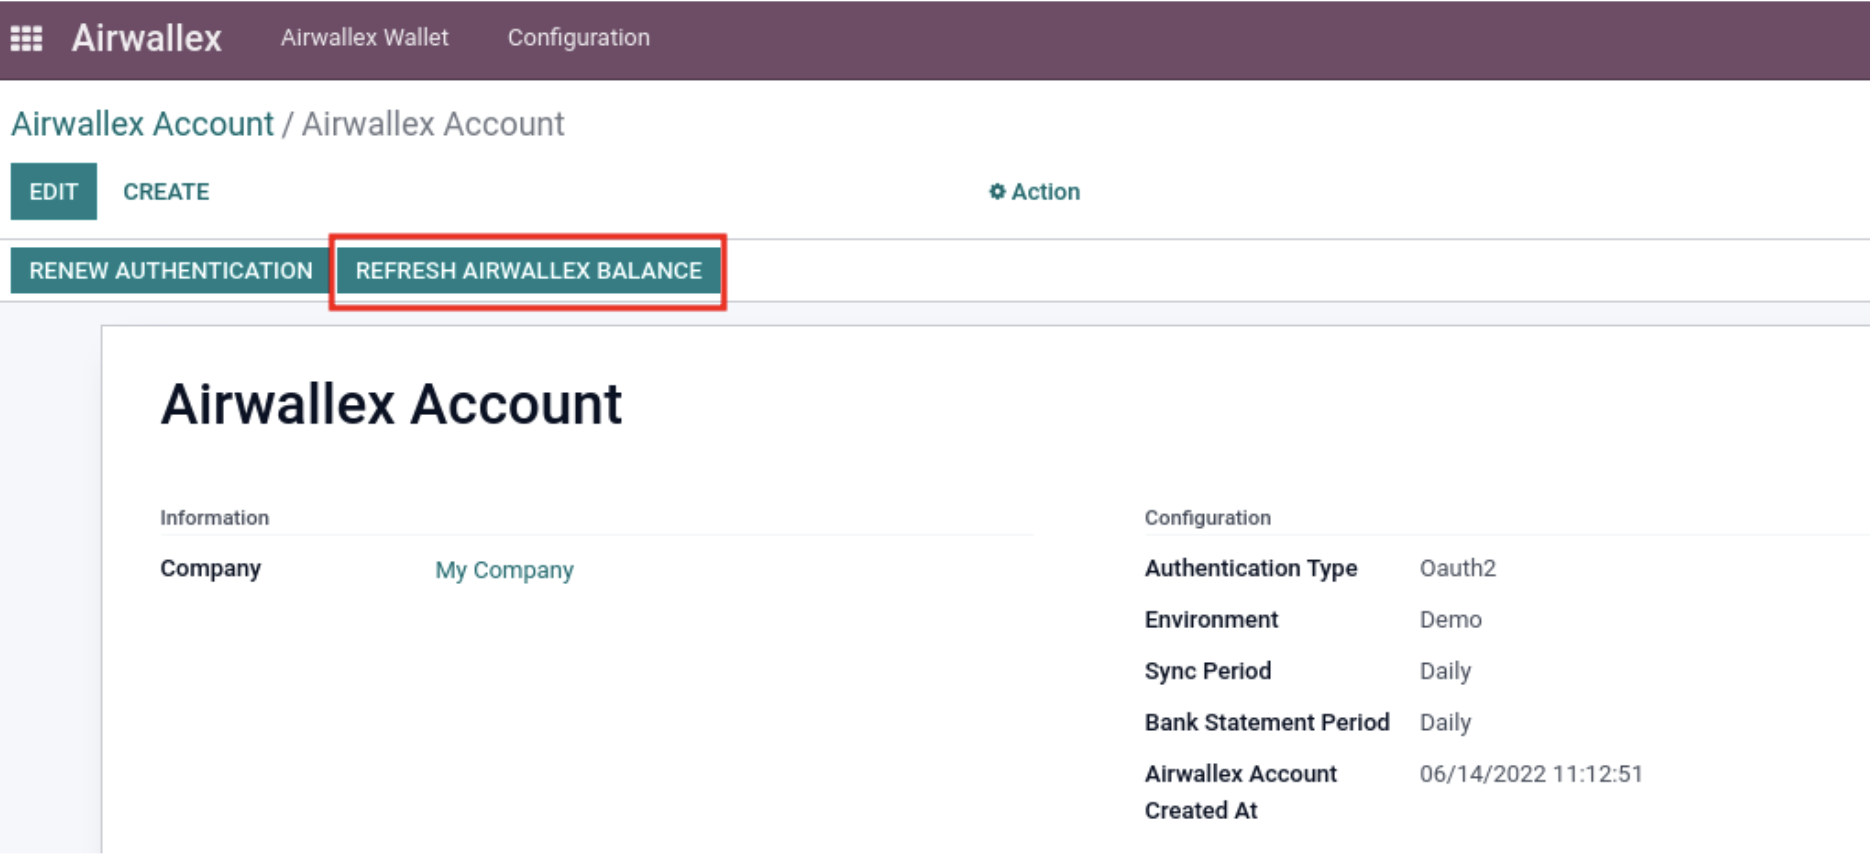 Airwallex Airwallex Wallet Configuration
Airwallex Account / Airwallex Account
EDIT CREATE Action
RENEW AUTHENTICATION REFRESH AIRWALLEX BALANCE
Airwallex Account
Information Configuration
Company My Company Authentication Type Oauth2
Environment Demo
Sync Period Daily
Bank Statement Period Daily
Airwallex Account 06/14/2022 11:12:51
Created At